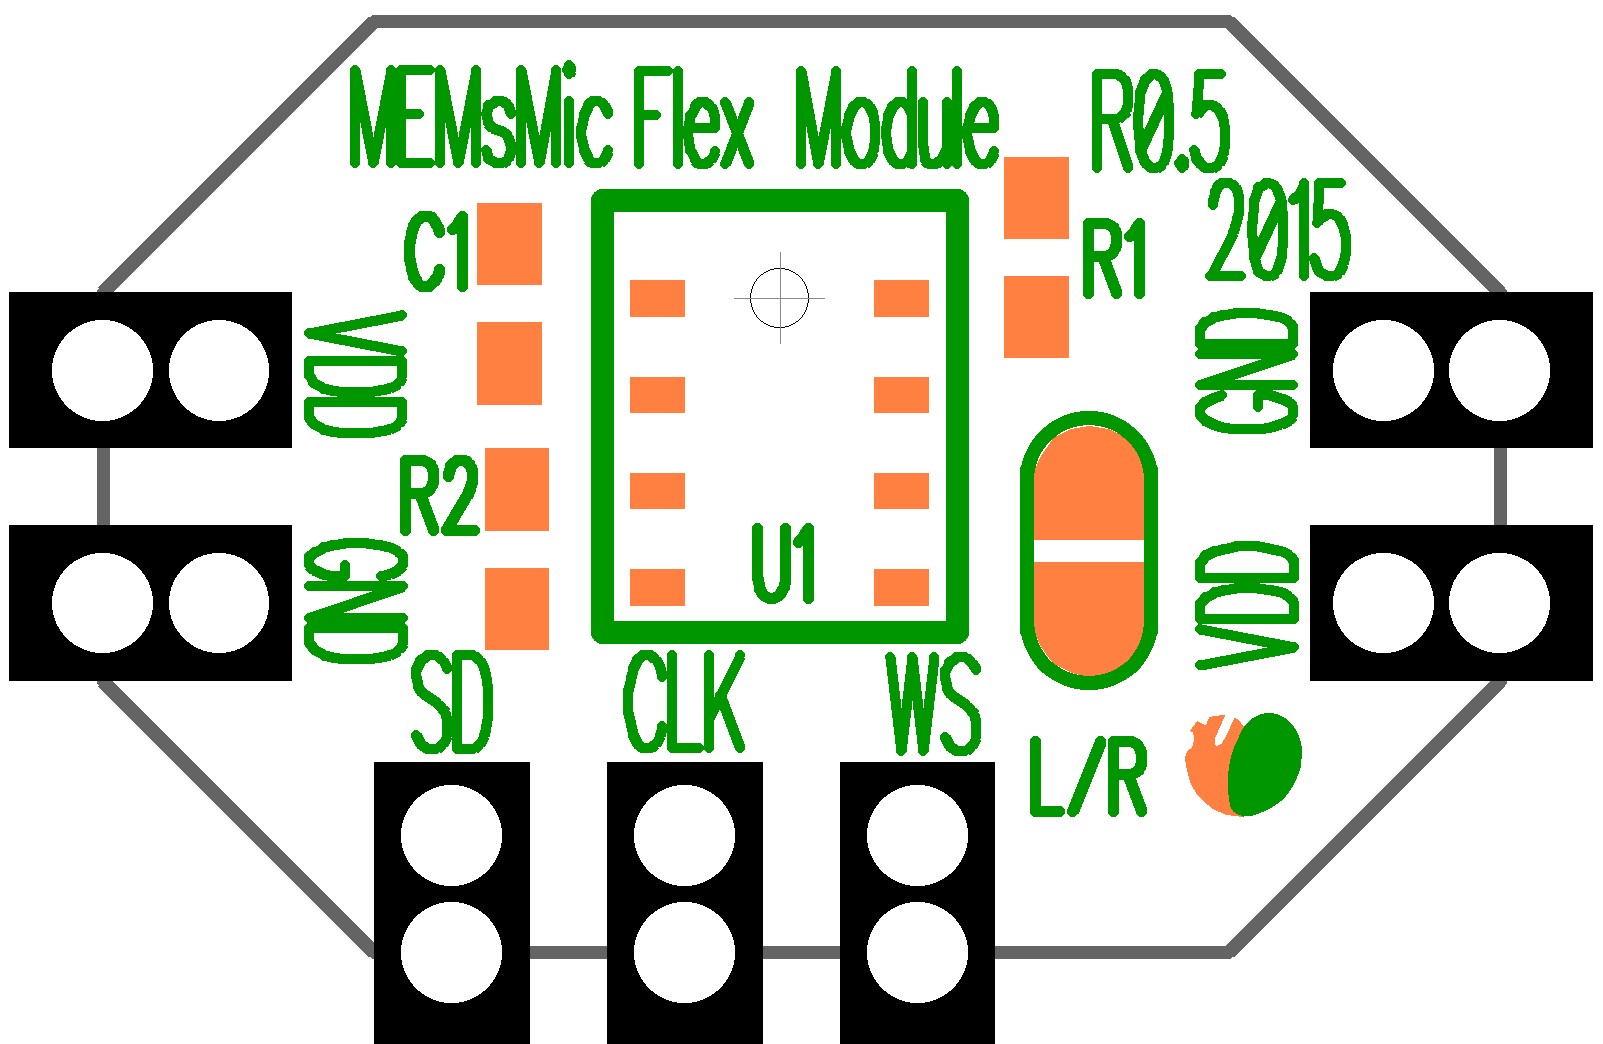 MEMsMic Flex Module R0.5
2015
C1
R1
VDD
GND
R2
GND
U1
VDD
SD CLK WS
L/R